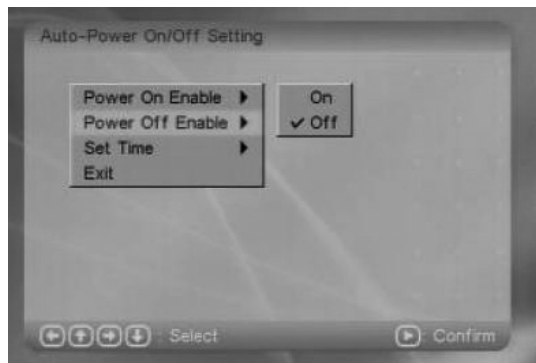 Auto-Power On/Off Setting
Power On Enable
On
Power Off Enable
✓ Off
Set Time
Exit
: Select
: Confirm